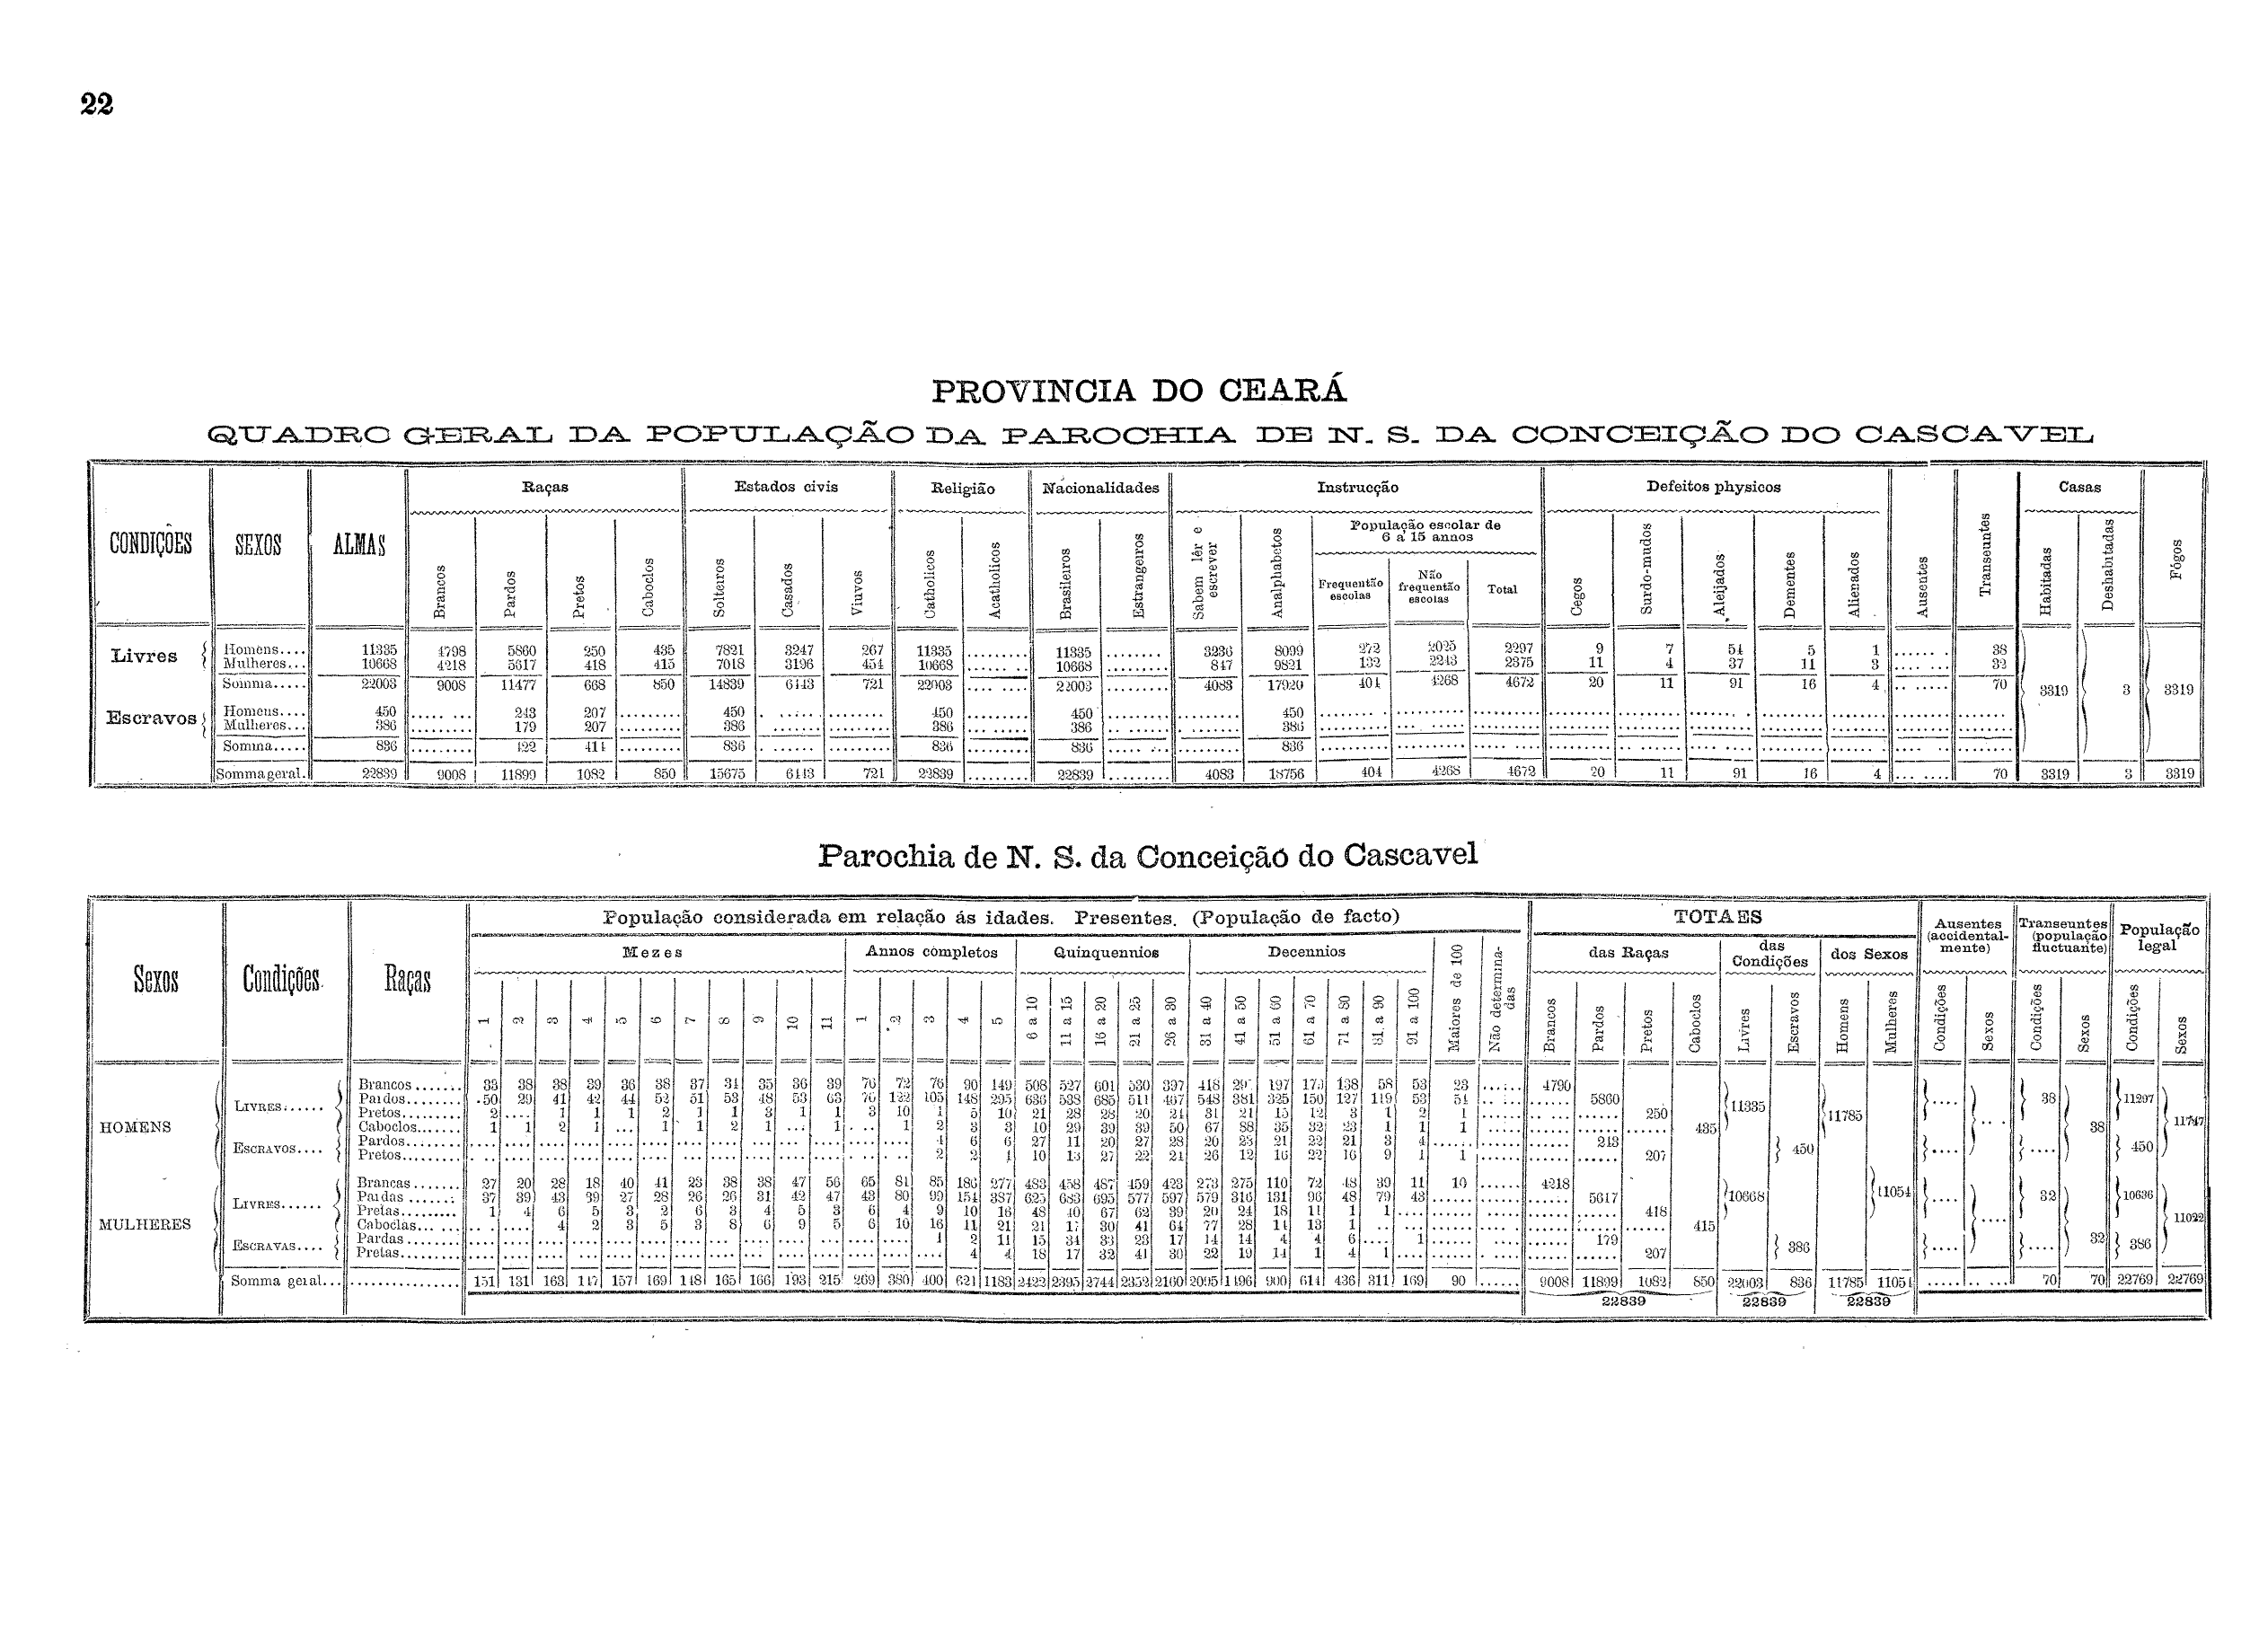 22
PROVINCIA DO CEARÁ
QUADRO GERAL DA POPULAÇÃO DA PAROCHIA DE N. S. DA CONCEIÇÃO DO CASCAVEL
CONDIÇÕES SEXOS ALMAS Raças Estados civis Religião Nacionalidades Instrucção Defeitos physicos Ausentes Transeuntes Casas Fógos
Brancos Pardos Pretos Caboclos Solteiros Casados Viuvos Catholicos Acatholicos Brasileiros Estrangeiros Sabem lêr e escrever Analphabetos População escolar de 6 a 15 annos Cegos Surdo-mudos Aleijados Dementes Alienados Habitadas Deshabitadas
Frequentão escolas Não frequentão escolas Total
Livres Homens.... 11335 4798 5860 250 435 7821 3247 267 11335 ........ 11335 ........ 3236 8099 272 2025 2297 9 7 54 5 1 ...... 38
Mulheres... 10668 4218 5617 418 415 7018 3196 454 10668 ........ 10668 ........ 847 9821 132 2243 2375 11 4 37 11 3 ...... 32
Somma..... 22003 9008 11477 668 850 14839 6443 721 22003 ........ 22003 ........ 4083 17920 404 4268 4672 20 11 91 16 4 ...... 70 3319 3 3319
Escravos Homens.... 450 ........ 243 207 ........ 450 ........ ........ 450 ........ 450 ........ ........ 450
Mulheres... 386 ........ 179 207 ........ 386 ........ ........ 386 ........ 386 ........ ........ 386
Somma..... 836 ........ 422 414 ........ 836 ........ ........ 836 ........ 836 ........ ........ 836
Somma geral. 22839 9008 11899 1082 850 15675 6443 721 22839 ........ 22839 ........ 4083 18756 404 4268 4672 20 11 91 16 4 ...... 70 3319 3 3319
Parochia de N. S. da Conceição do Cascavel
Sexos Condições Raças População considerada em relação ás idades. Presentes. (População de facto) TOTAES Ausentes (accidentalmente) Transeuntes (população fluctuante) População legal
Mezes Annos completos Quinquennios Decennios Maiores de 100 Não determinadas das Raças das Condições dos Sexos
1 2 3 4 5 6 7 8 9 10 11 1 2 3 4 5 6 a 10 11 a 15 16 a 20 21 a 25 26 a 30 31 a 40 41 a 50 51 a 60 61 a 70 71 a 80 81 a 90 91 a 100 Brancos Pardos Pretos Caboclos Livres Escravos Homens Mulheres Condições Sexos Condições Sexos Condições Sexos
HOMENS LIVRES...... Brancos ...... 33 38 38 39 36 38 37 31 35 36 39 76 72 76 90 149 508 527 601 530 397 418 197 138 58 53 23 ...... 4790
Pardos........ 50 29 41 42 44 52 51 53 48 53 63 76 122 105 148 295 636 538 685 511 467 548 381 325 150 127 119 53 51 ...... 5860 11335 38 11297
Pretos......... 2 .... 1 1 1 2 1 1 3 1 1 3 10 1 5 10 21 28 28 20 24 31 21 15 12 3 1 2 1 ...... 250 11785
Caboclos....... 1 1 2 1 ... 1 1 2 1 ... 1 ... 1 2 3 3 10 29 39 39 50 67 88 35 32 23 1 1 1 ...... 435 38 11747
ESCRAVOS.... Pardos......... 4 6 6 27 11 20 27 28 20 23 21 22 21 3 4 ...... 243 450 450
Pretos......... 2 2 1 10 13 27 22 21 26 12 16 22 16 9 1 1 ...... 207
MULHERES LIVRES...... Brancas ....... 27 20 28 18 40 41 23 38 38 47 56 65 81 85 186 277 483 458 487 459 423 273 275 110 72 48 39 11 10 ...... 4218
Pardas ....... 37 39 43 39 27 28 26 26 31 42 47 43 80 99 154 387 625 683 695 577 597 579 316 131 96 48 79 43 ...... 5617 10668 11054 32 10636
Pretas......... 1 4 6 5 3 2 6 3 4 5 3 6 4 9 10 16 48 40 67 62 39 20 24 18 11 1 1 .... 418
Caboclas...... .... .... 4 2 3 5 3 8 6 9 5 6 10 16 11 21 21 17 30 41 64 77 28 11 13 1 .... 415 11022
ESCRAVAS.... Pardas ........ 1 2 11 15 34 33 23 17 14 14 4 4 6 .... 1 ...... 179 386 32 386
Pretas......... 4 4 18 17 32 41 30 22 19 14 1 4 1 ...... 207
Somma geral... ............... 151 131 163 147 157 169 148 165 166 193 215 269 380 400 621 1183 2422 2395 2744 2352 2160 2095 1496 900 614 436 311 169 90 ...... 9008 11899 1082 850 22003 836 11785 11054 ...... ...... 70 70 22769 22769
22839 22839 22839